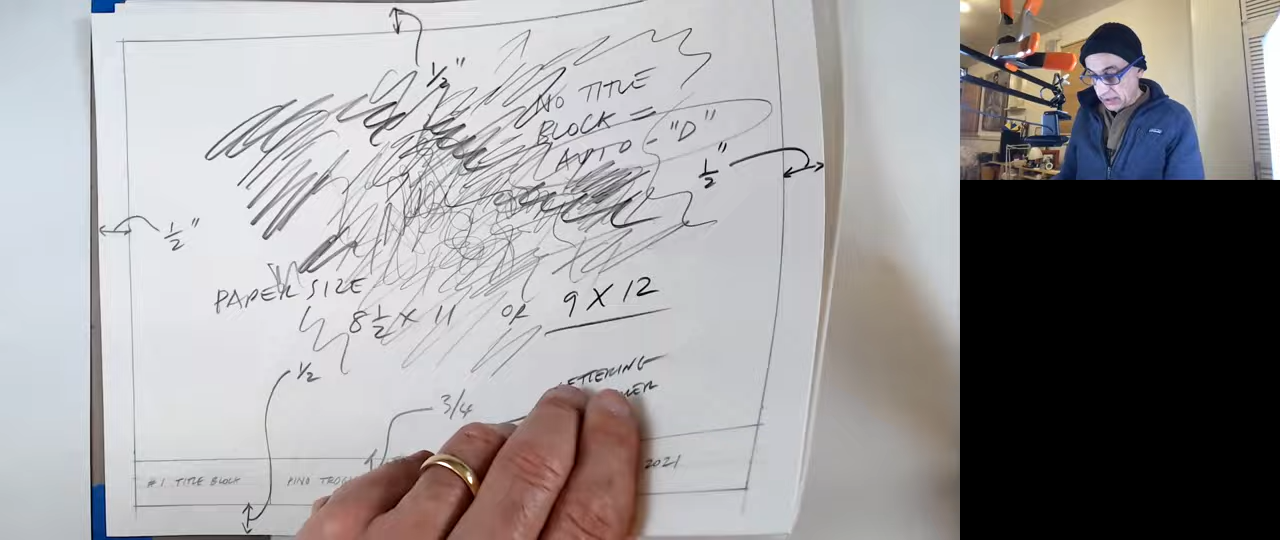 1/2"
NO TITLE
BLOCK =
AUTO - "D"
1/2"
1/2"
PAPER SIZE
8 1/2 X 11 OR 9 X 12
1/2
3/4
LETTERING
#1 TITLE BLOCK PINO 2021